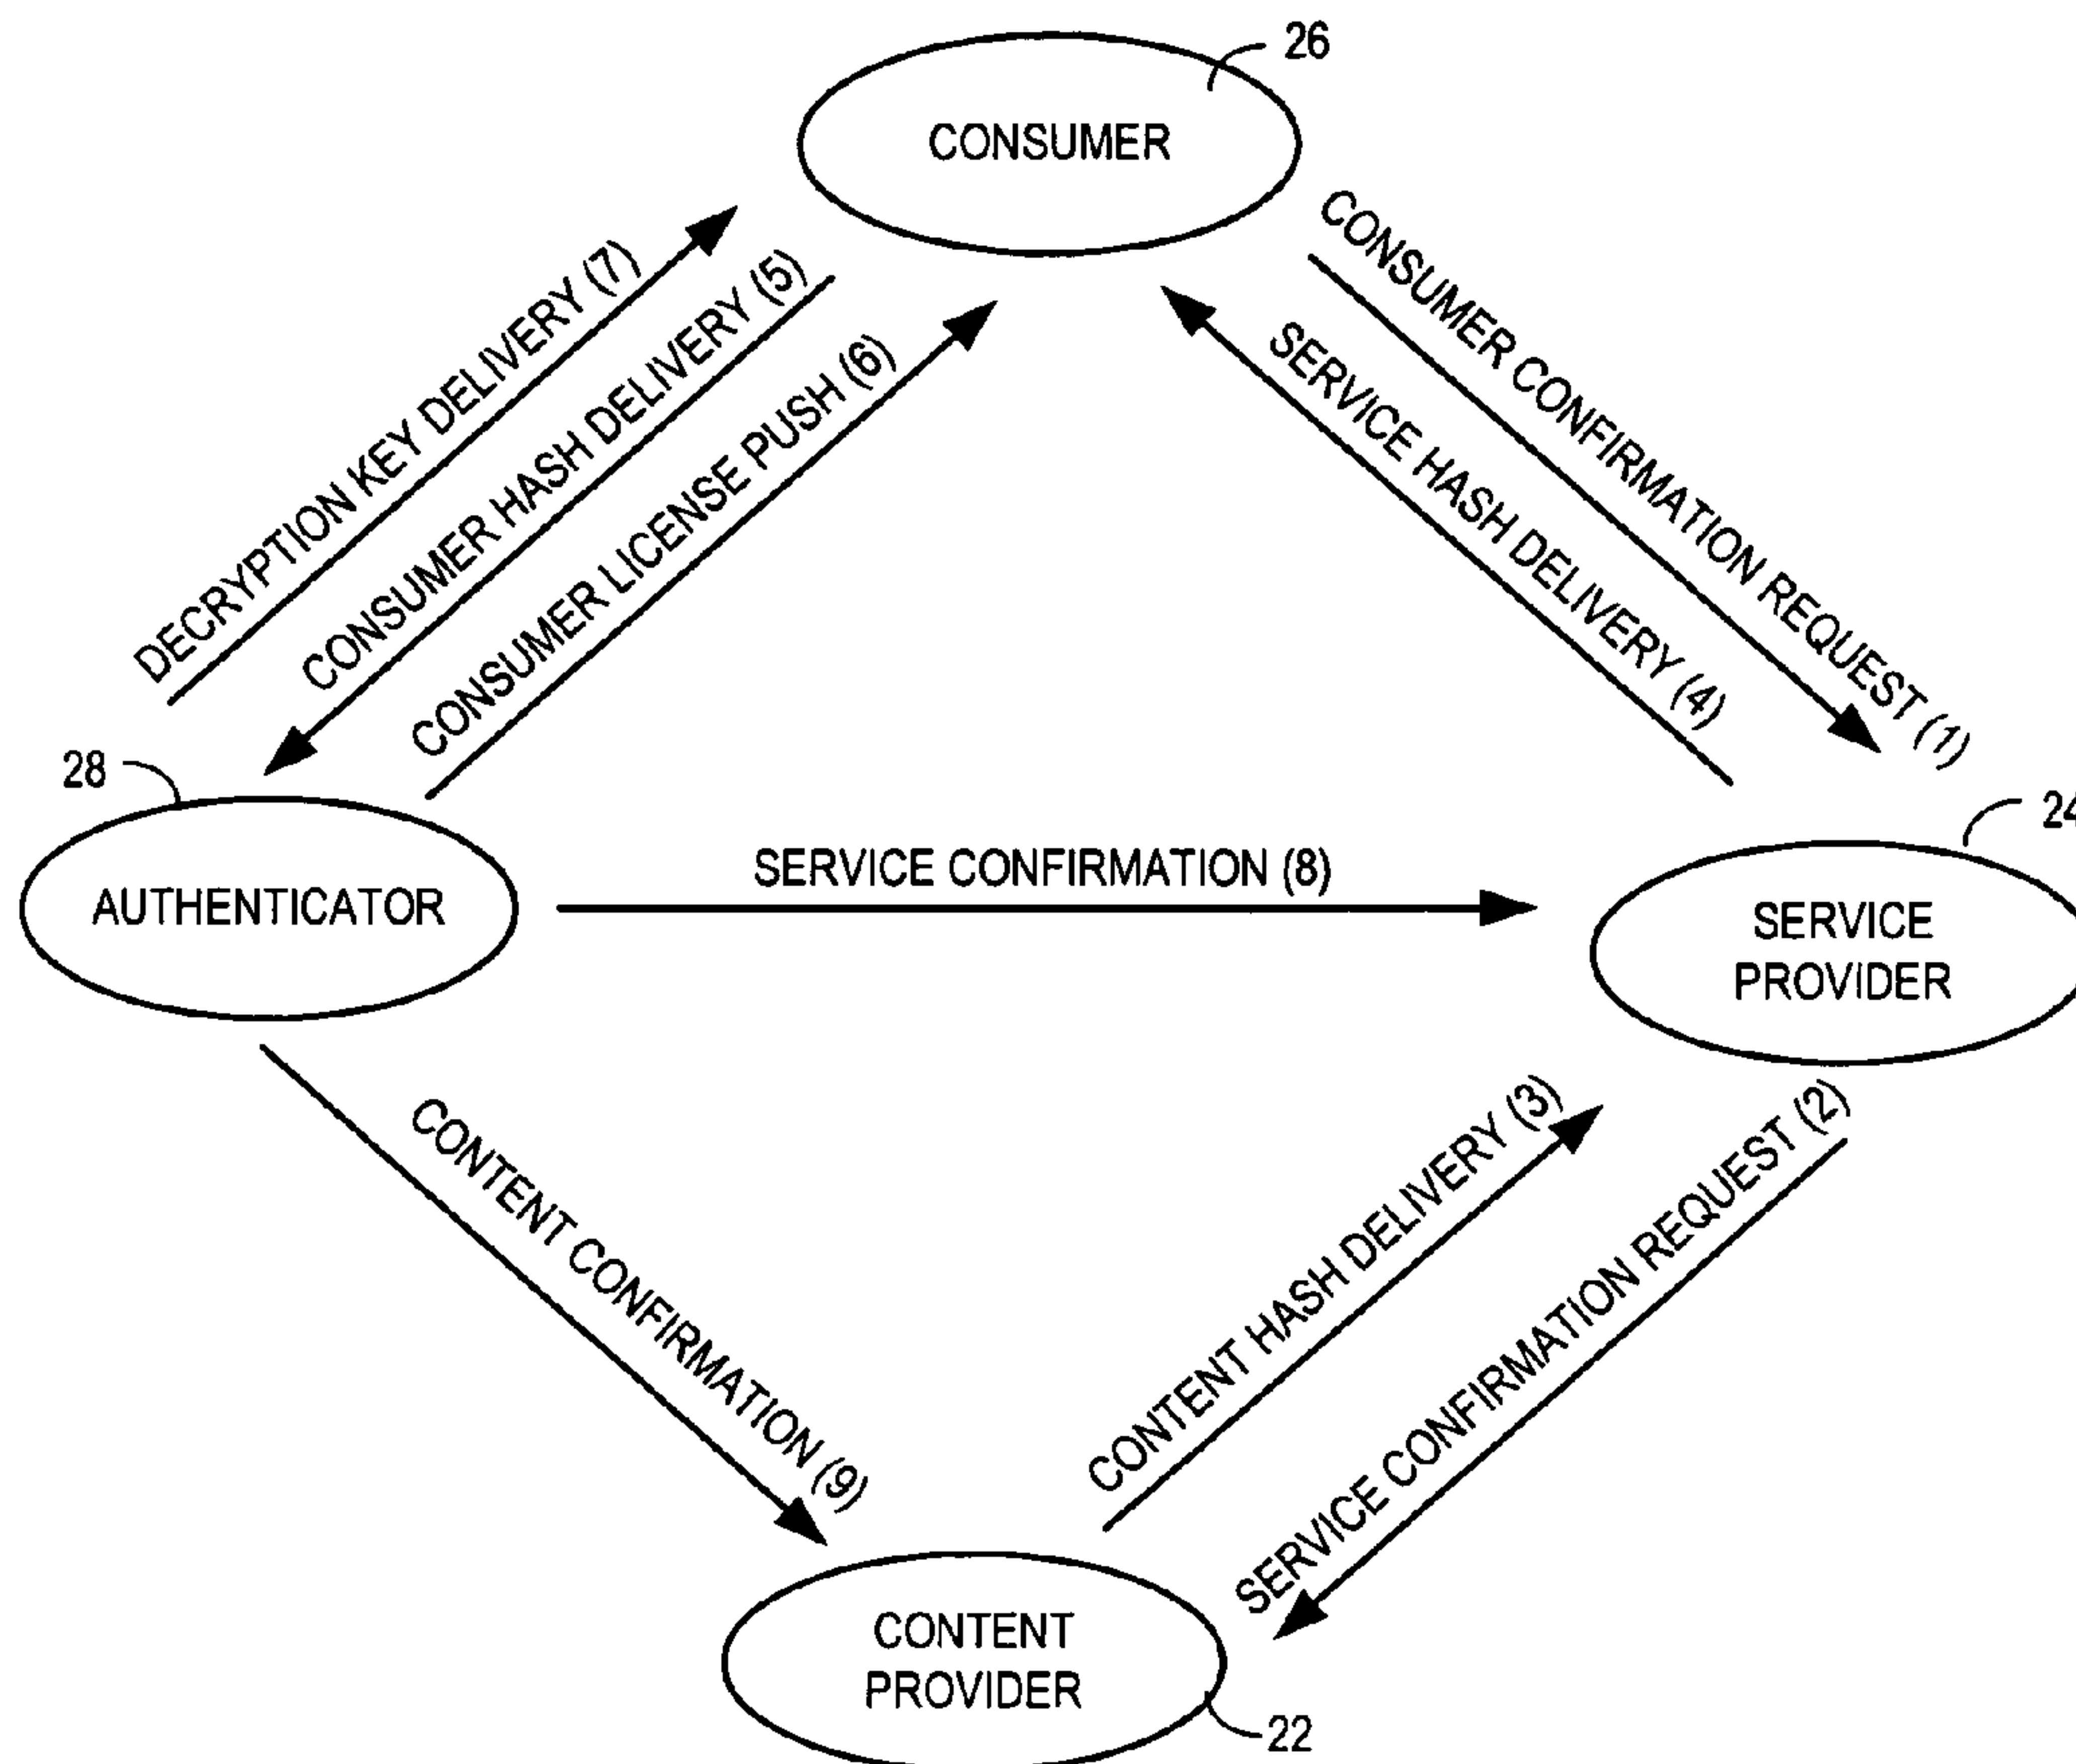 26
CONSUMER
DECRYPTION KEY DELIVERY (7)
CONSUMER HASH DELIVERY (5)
CONSUMER LICENSE PUSH (6)
CONSUMER CONFIRMATION REQUEST (1)
SERVICE HASH DELIVERY (4)
28
24
AUTHENTICATOR
SERVICE CONFIRMATION (8)
SERVICE
PROVIDER
CONTENT CONFIRMATION (9)
CONTENT HASH DELIVERY (3)
SERVICE CONFIRMATION REQUEST (2)
CONTENT
PROVIDER
22